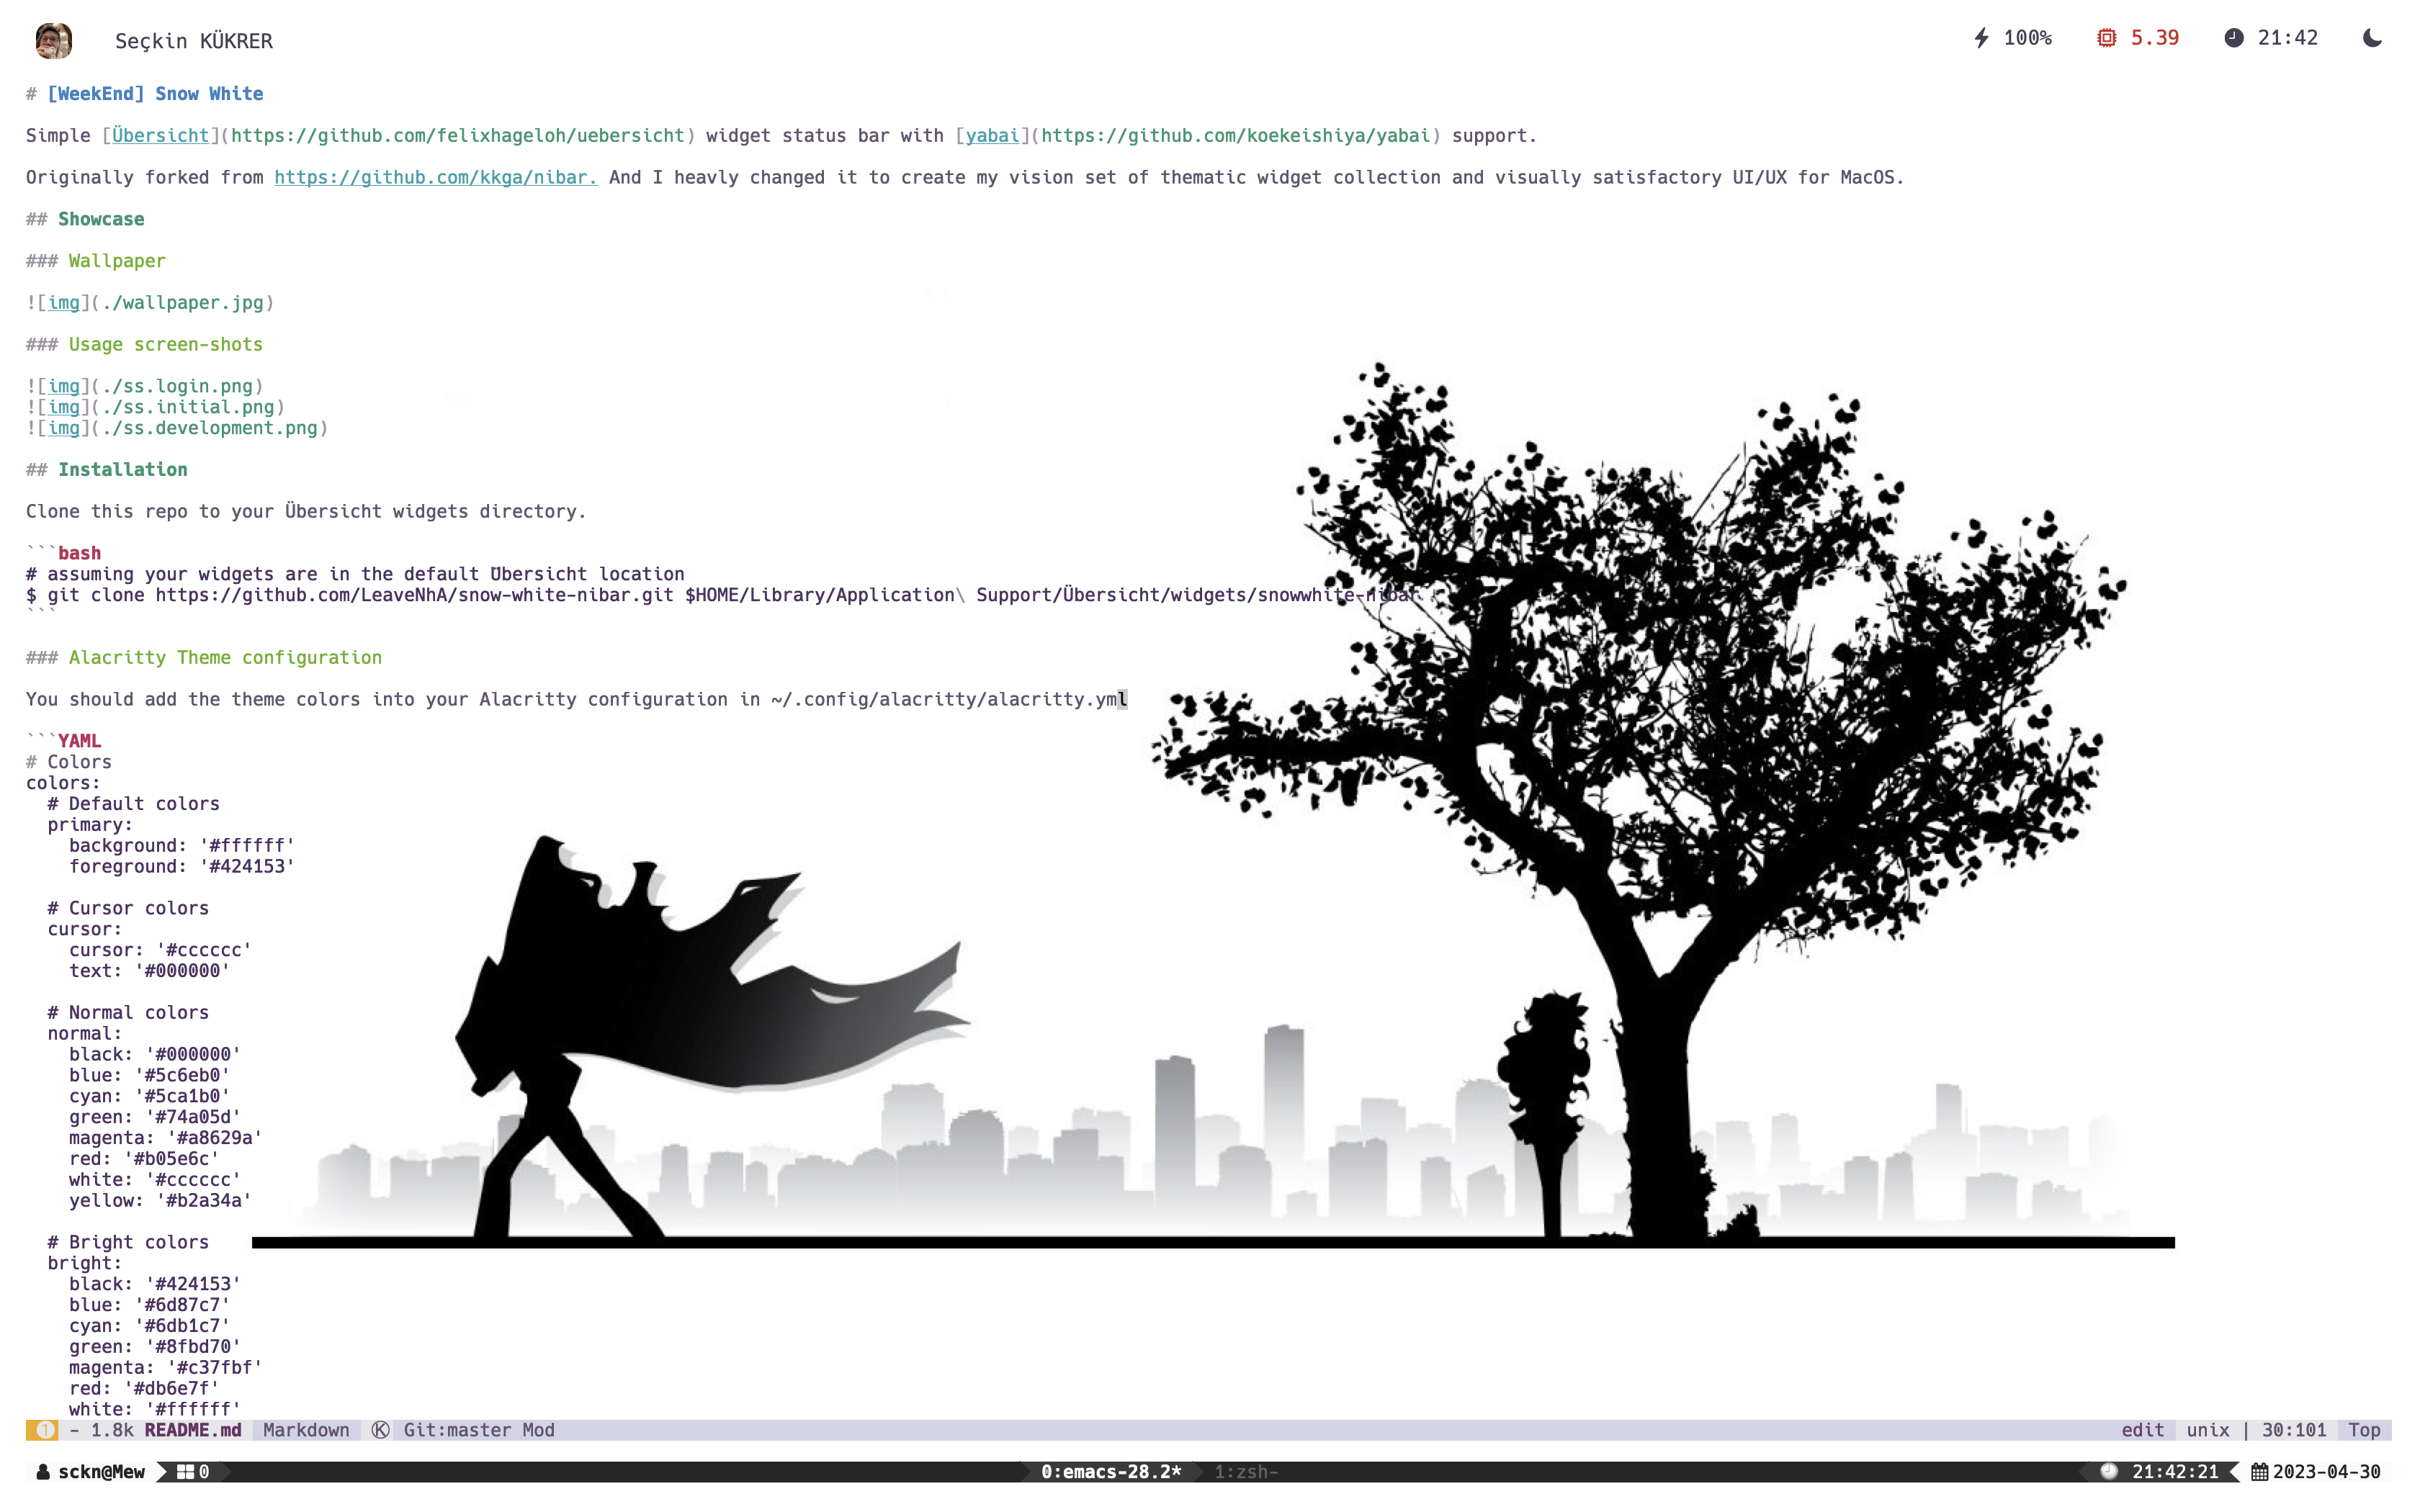 Seçkin KÜKRER
100%
5.39
21:42
# [WeekEnd] Snow White
Simple [Übersicht](https://github.com/felixhageloh/uebersicht) widget status bar with [yabai](https://github.com/koekeishiya/yabai) support.
Originally forked from https://github.com/kkga/nibar. And I heavly changed it to create my vision set of thematic widget collection and visually satisfactory UI/UX for MacOS.
## Showcase
### Wallpaper
![img](./wallpaper.jpg)
### Usage screen-shots
![img](./ss.login.png)
![img](./ss.initial.png)
![img](./ss.development.png)
## Installation
Clone this repo to your Übersicht widgets directory.
```bash
# assuming your widgets are in the default Übersicht location
$ git clone https://github.com/LeaveNhA/snow-white-nibar.git $HOME/Library/Application\ Support/Übersicht/widgets/snowwhite-nibar
```
### Alacritty Theme configuration
You should add the theme colors into your Alacritty configuration in ~/.config/alacritty/alacritty.yml
```YAML
# Colors
colors:
  # Default colors
  primary:
    background: '#ffffff'
    foreground: '#424153'
  # Cursor colors
  cursor:
    cursor: '#cccccc'
    text: '#000000'
  # Normal colors
  normal:
    black: '#000000'
    blue: '#5c6eb0'
    cyan: '#5ca1b0'
    green: '#74a05d'
    magenta: '#a8629a'
    red: '#b05e6c'
    white: '#cccccc'
    yellow: '#b2a34a'
  # Bright colors
  bright:
    black: '#424153'
    blue: '#6d87c7'
    cyan: '#6db1c7'
    green: '#8fbd70'
    magenta: '#c37fbf'
    red: '#db6e7f'
    white: '#ffffff'
1 - 1.8k README.md Markdown Ⓚ Git:master Mod edit unix | 30:101 Top
sckn@Mew 0 0:emacs-28.2* 1:zsh- 21:42:21 2023-04-30